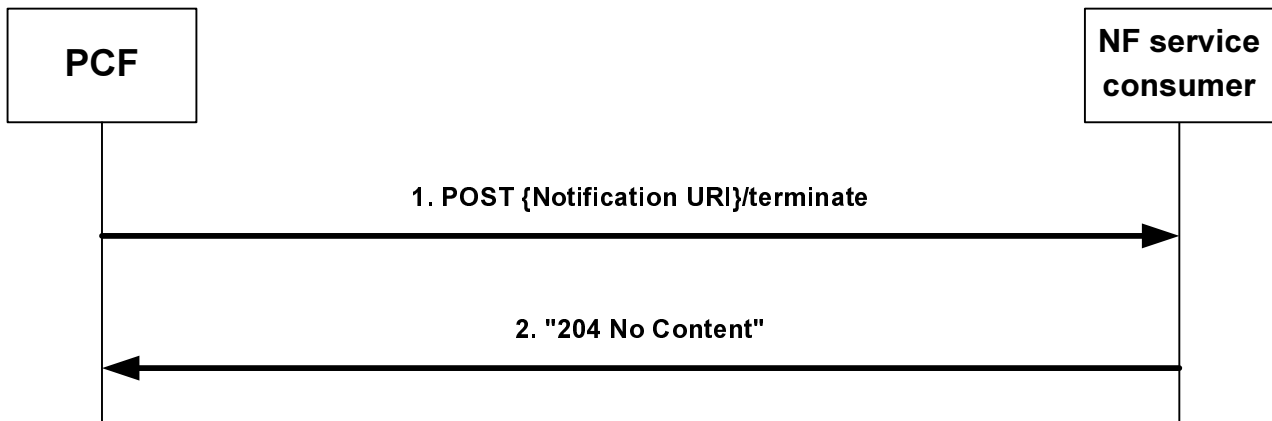 PCF
NF service
consumer
1. POST {Notification URI}/terminate
2. "204 No Content"